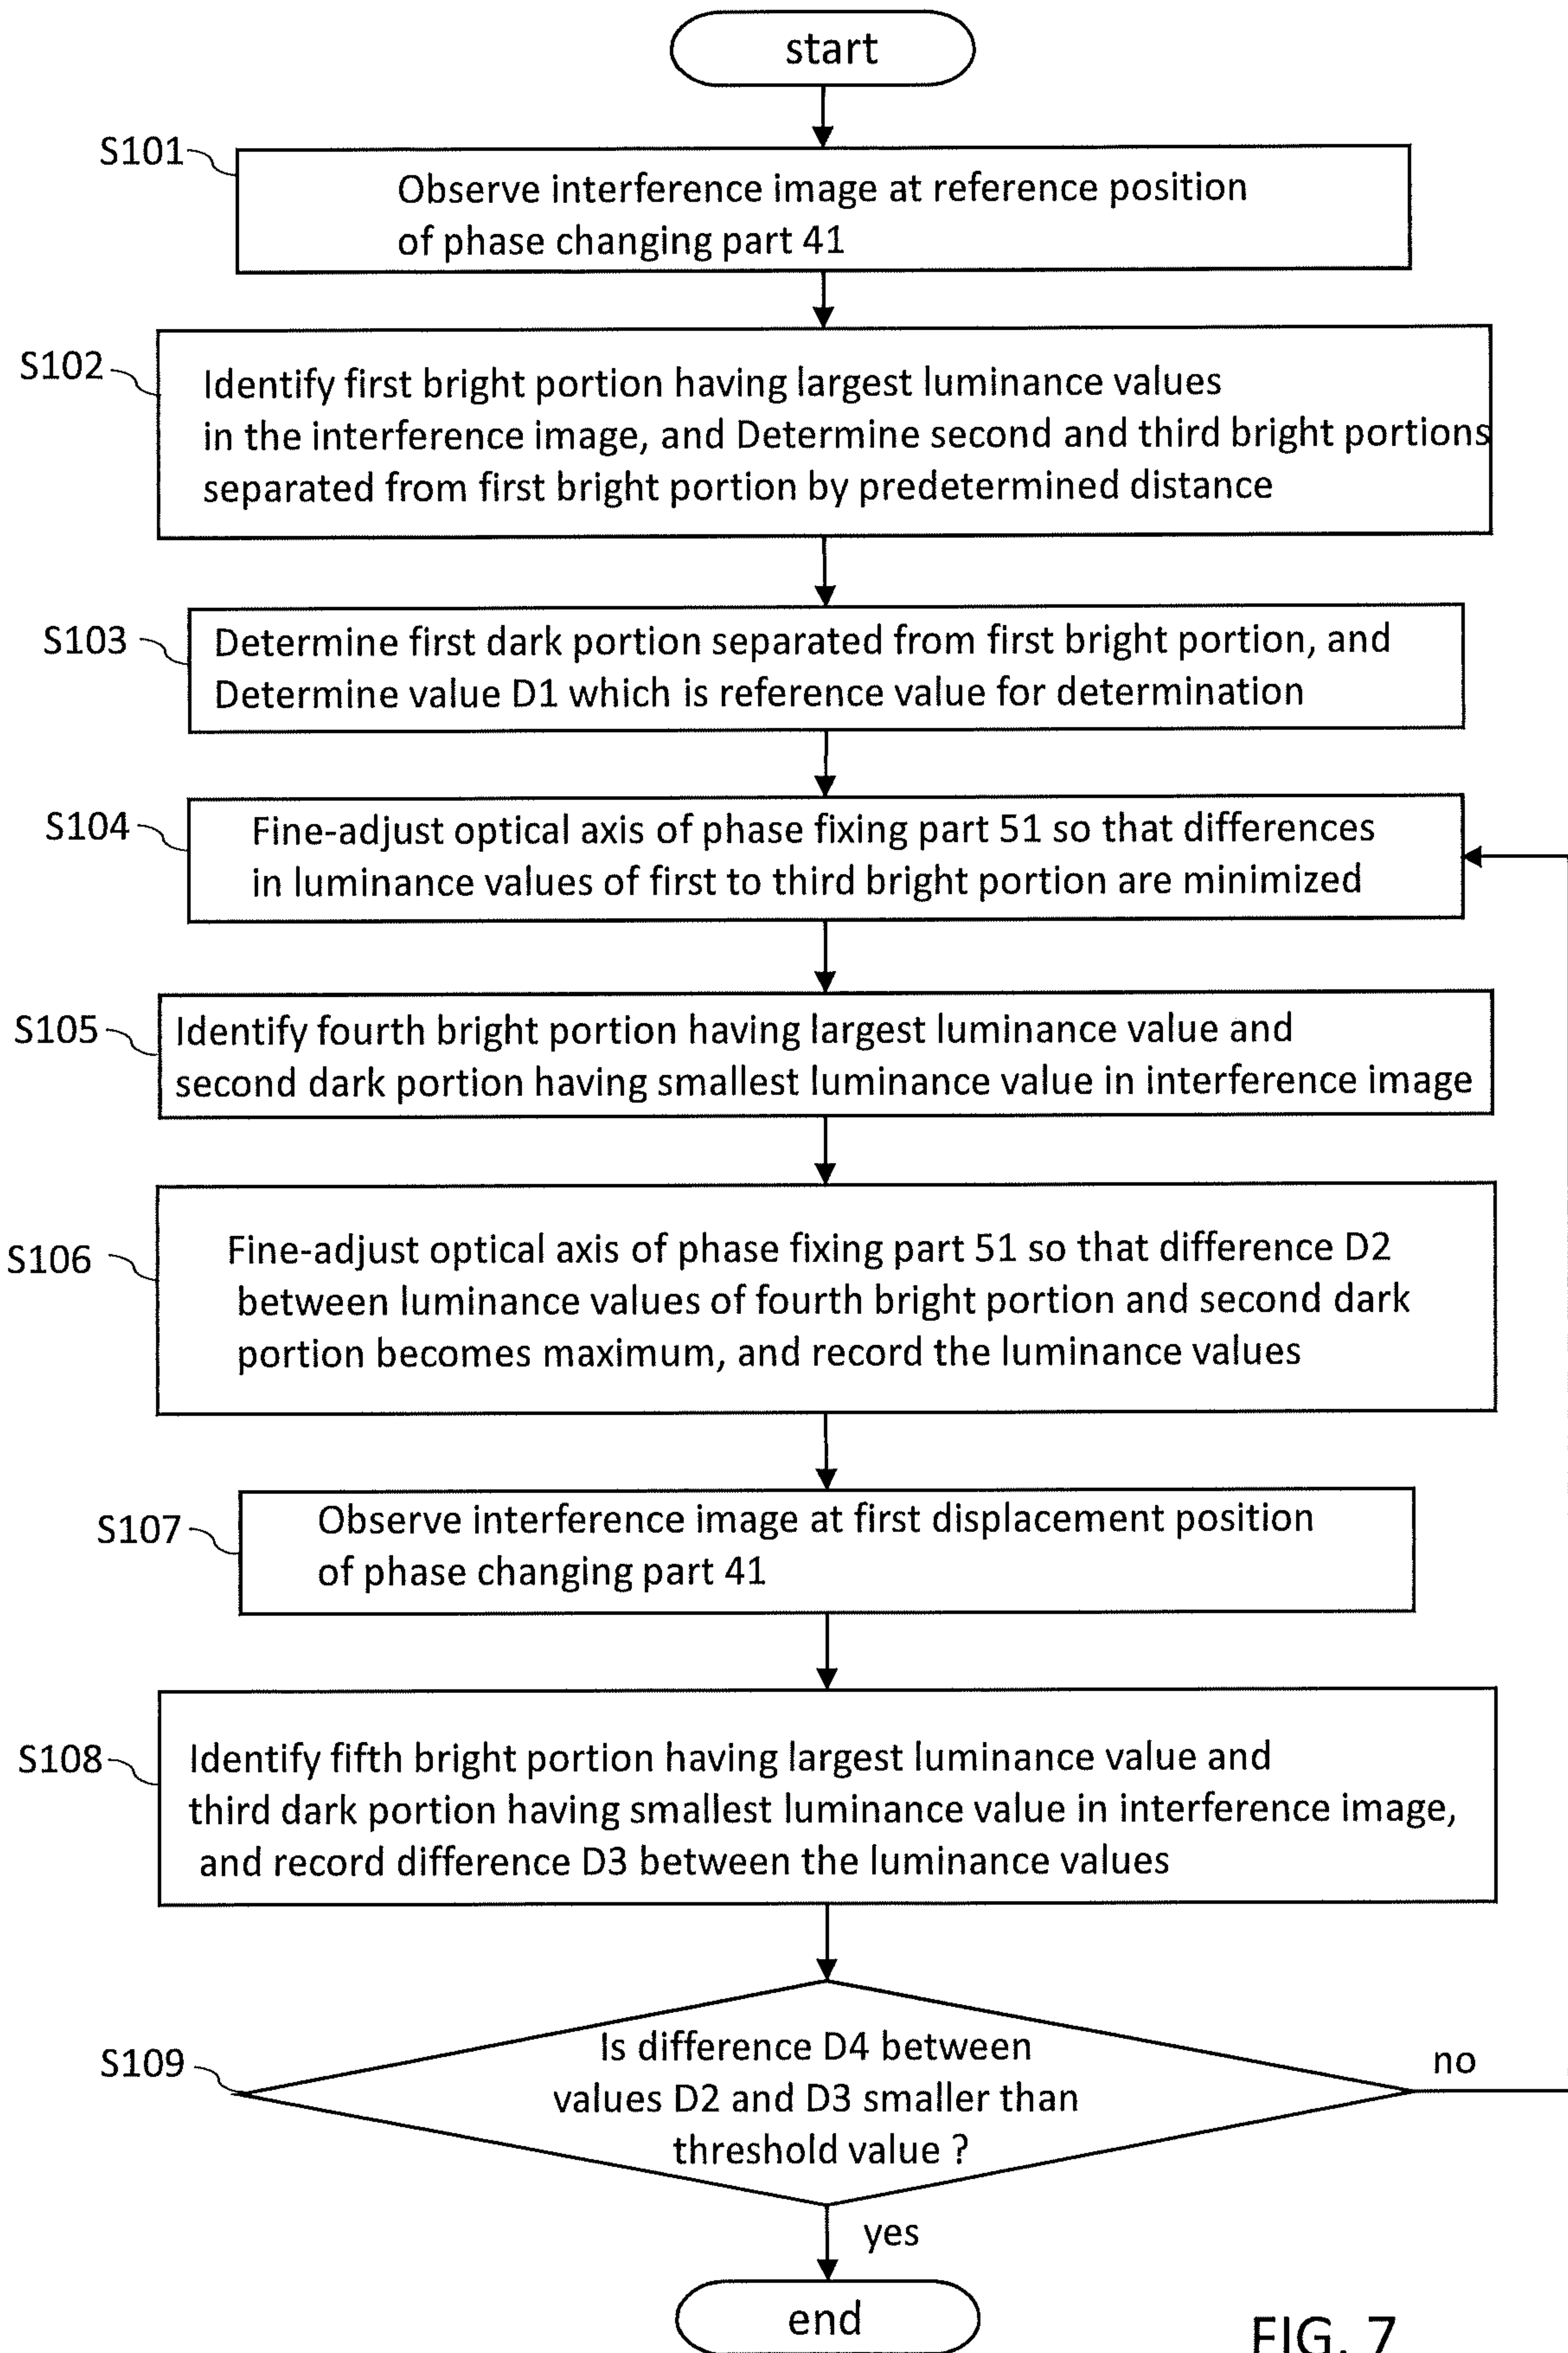 start
S101
Observe interference image at reference position
of phase changing part 41
S102
Identify first bright portion having largest luminance values
in the interference image, and Determine second and third bright portions
separated from first bright portion by predetermined distance
S103
Determine first dark portion separated from first bright portion, and
Determine value D1 which is reference value for determination
S104
Fine-adjust optical axis of phase fixing part 51 so that differences
in luminance values of first to third bright portion are minimized
S105
Identify fourth bright portion having largest luminance value and
second dark portion having smallest luminance value in interference image
S106
Fine-adjust optical axis of phase fixing part 51 so that difference D2
between luminance values of fourth bright portion and second dark
portion becomes maximum, and record the luminance values
S107
Observe interference image at first displacement position
of phase changing part 41
S108
Identify fifth bright portion having largest luminance value and
third dark portion having smallest luminance value in interference image,
and record difference D3 between the luminance values
S109
Is difference D4 between
values D2 and D3 smaller than
threshold value ?
no
yes
end
FIG. 7